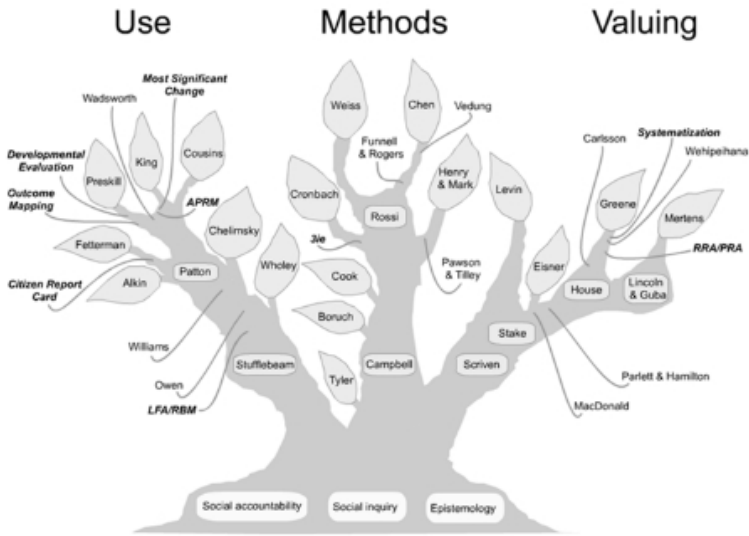 Use
Methods
Valuing
Most Significant
Change
Wadsworth
Developmental
Evaluation
Outcome
Mapping
Preskill
King
Cousins
APRM
Fetterman
Chelimsky
Citizen Report
Card
Alkin
Patton
Wholey
Williams
Stufflebeam
Owen
LFA/RBM
Weiss
Chen
Vedung
Funnell
& Rogers
Cronbach
Henry
& Mark
Rossi
3ie
Cook
Pawson
& Tilley
Boruch
Tyler
Campbell
Levin
Carlsson
Systematization
Wehipeihana
Greene
Mertens
RRA/PRA
Eisner
House
Lincoln
& Guba
Stake
Scriven
Parlett & Hamilton
MacDonald
Social accountability
Social inquiry
Epistemology